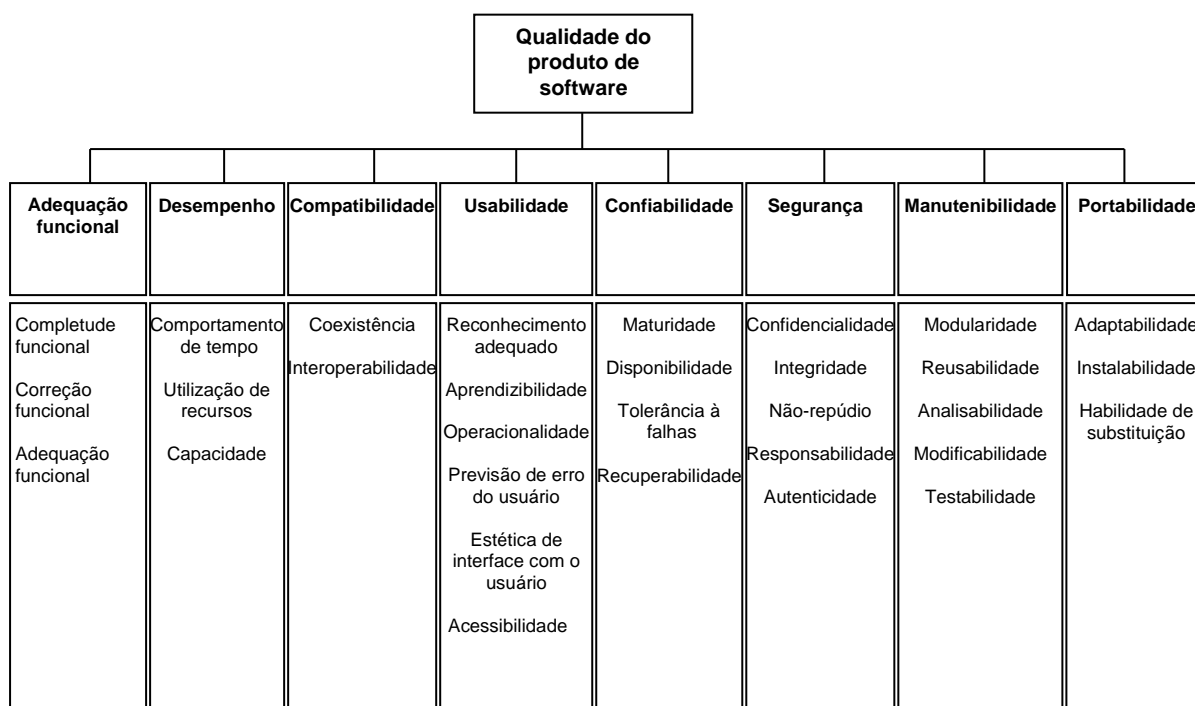 Qualidade do
produto de
software
Adequação
funcional
Desempenho
Compatibilidade
Usabilidade
Confiabilidade
Segurança
Manutenibilidade
Portabilidade
Completude
funcional
Correção
funcional
Adequação
funcional
Comportamento
de tempo
Utilização de
recursos
Capacidade
Coexistência
Interoperabilidade
Reconhecimento
adequado
Aprendizibilidade
Operacionalidade
Previsão de erro
do usuário
Estética de
interface com o
usuário
Acessibilidade
Maturidade
Disponibilidade
Tolerância à
falhas
Recuperabilidade
Confidencialidade
Integridade
Não-repúdio
Responsabilidade
Autenticidade
Modularidade
Reusabilidade
Analisabilidade
Modificabilidade
Testabilidade
Adaptabilidade
Instalabilidade
Habilidade de
substituição